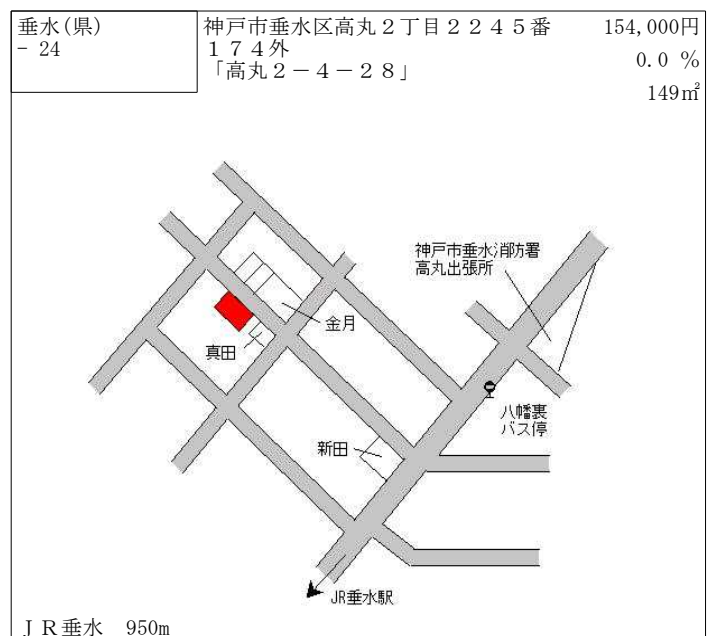 垂水(県)
- 24
神戸市垂水区高丸２丁目２２４５番
１７４外
「高丸２－４－２８」
154,000円
0.0 %
149㎡
神戸市垂水消防署
高丸出張所
金月
真田
八幡裏
バス停
新田
JR垂水駅
ＪＲ垂水　950m